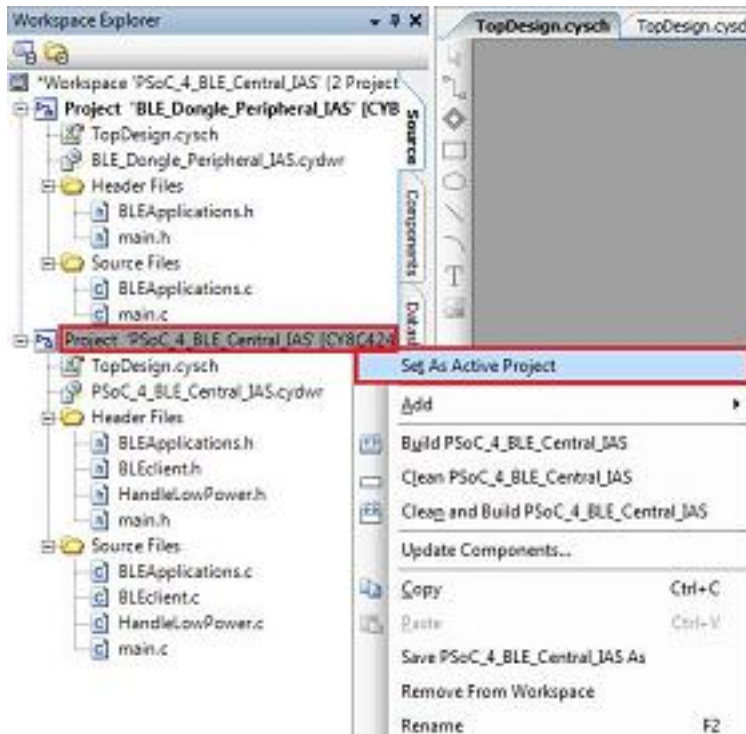 Workspace Explorer
TopDesign.cysch
TopDesign.cysd
*Workspace 'PSoC_4_BLE_Central_IAS' (2 Project
Project 'BLE_Dongle_Peripheral_IAS' [CYB
TopDesign.cysch
BLE_Dongle_Peripheral_IAS.cydwr
Header Files
BLEApplications.h
main.h
Source Files
BLEApplications.c
main.c
Project 'PSoC_4_BLE_Central_IAS' [CY8C424
TopDesign.cysch
PSoC_4_BLE_Central_IAS.cydwr
Header Files
BLEApplications.h
BLEclient.h
HandleLowPower.h
main.h
Source Files
BLEApplications.c
BLEclient.c
HandleLowPower.c
main.c
Source
Components
Datash
T
Set As Active Project
Add
Build PSoC_4_BLE_Central_IAS
Clean PSoC_4_BLE_Central_IAS
Clean and Build PSoC_4_BLE_Central_IAS
Update Components...
Copy Ctrl+C
Paste Ctrl+V
Save PSoC_4_BLE_Central_IAS As
Remove From Workspace
Rename F2